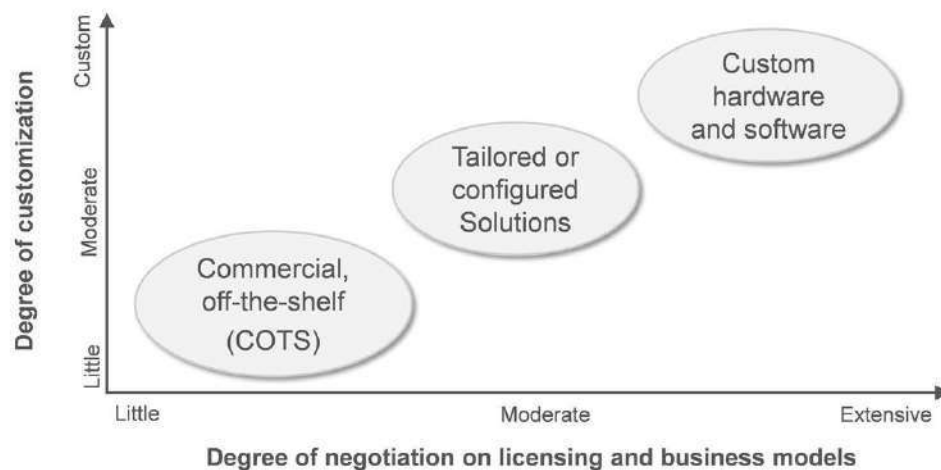 Degree of customization
Custom
Moderate
Little
Custom
hardware
and software
Tailored or
configured
Solutions
Commercial,
off-the-shelf
(COTS)
Little
Moderate
Extensive
Degree of negotiation on licensing and business models